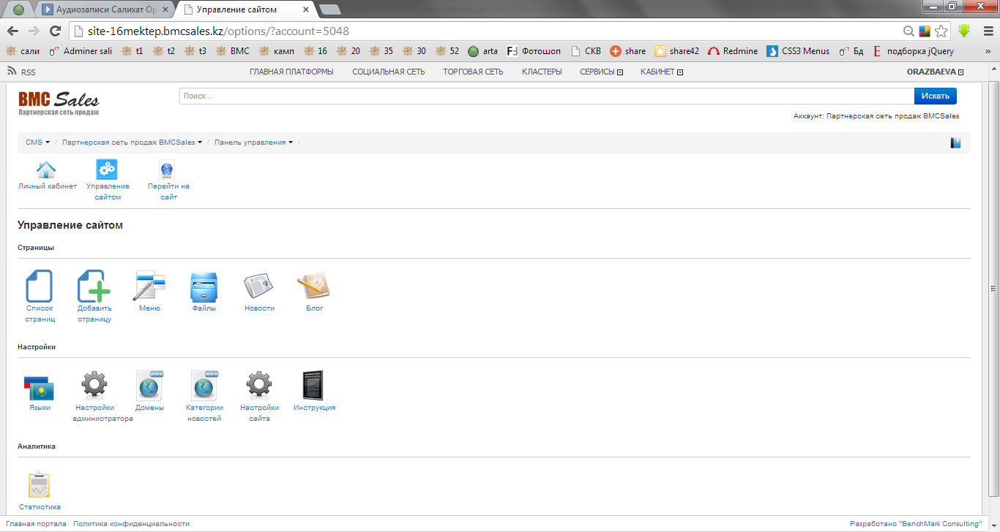 Аудиозаписи Салихат Ор
Управление сайтом
site-16mektep.bmcsales.kz/options/?account=5048
сали Adminer sali t1 t2 t3 BMC камп 16 20 35 30 52 arta Фотошоп СКВ share share42 Redmine CSS3 Menus Бд подборка jQuery »
RSS ГЛАВНАЯ ПЛАТФОРМЫ СОЦИАЛЬНАЯ СЕТЬ ТОРГОВАЯ СЕТЬ КЛАСТЕРЫ СЕРВИСЫ КАБИНЕТ ORAZBAEVA
BMC Sales
Партнерская сеть продаж
Поиск... Искать
Аккаунт: Партнерская сеть продаж BMCSales
CMS / Партнерская сеть продаж BMCSales / Панель управления /
Личный кабинет
Управление сайтом
Перейти на сайт
Управление сайтом
Страницы
Список страниц
Добавить страницу
Меню
Файлы
Новости
Блог
Настройки
Языки
Настройки администратора
Домены
Категории новостей
Настройки сайта
Инструкция
Аналитика
Статистика
Главная портала Политика конфиденциальности Разработано "BenchMark Consulting"